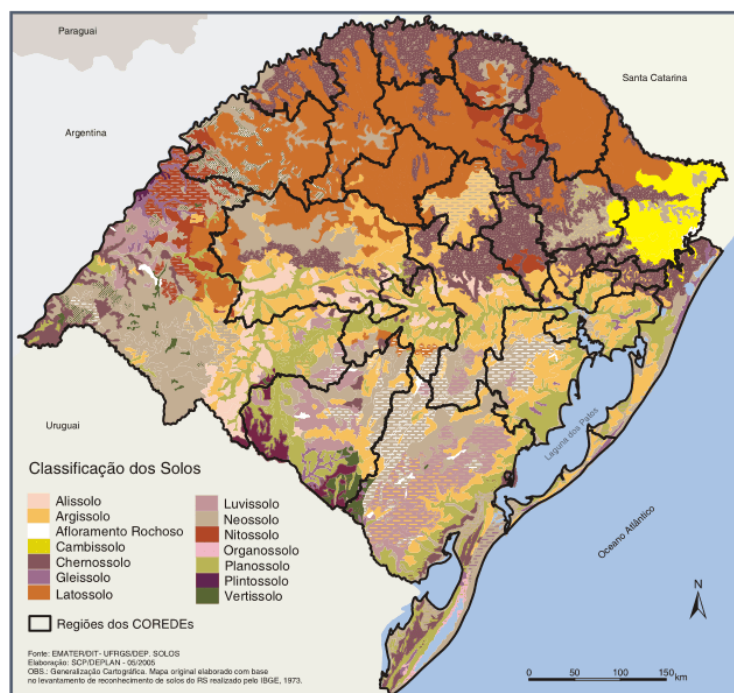 Paraguai
Santa Catarina
Argentina
Uruguai
Laguna dos Patos
Oceano Atlântico
Classificação dos Solos
Alissolo
Argissolo
Afloramento Rochoso
Cambissolo
Chernossolo
Gleissolo
Latossolo
Luvissolo
Neossolo
Nitossolo
Organossolo
Planossolo
Plintossolo
Vertissolo
Regiões dos COREDEs
N
0 50 100 150
km
Fonte: EMATER/DIT- UFRGS/DEP. SOLOS
Elaboração: SCP/DEPLAN - 05/2005
OBS.: Generalização Cartográfica. Mapa original elaborado com base
no levantamento de reconhecimento de solos do RS realizado pelo IBGE, 1973.